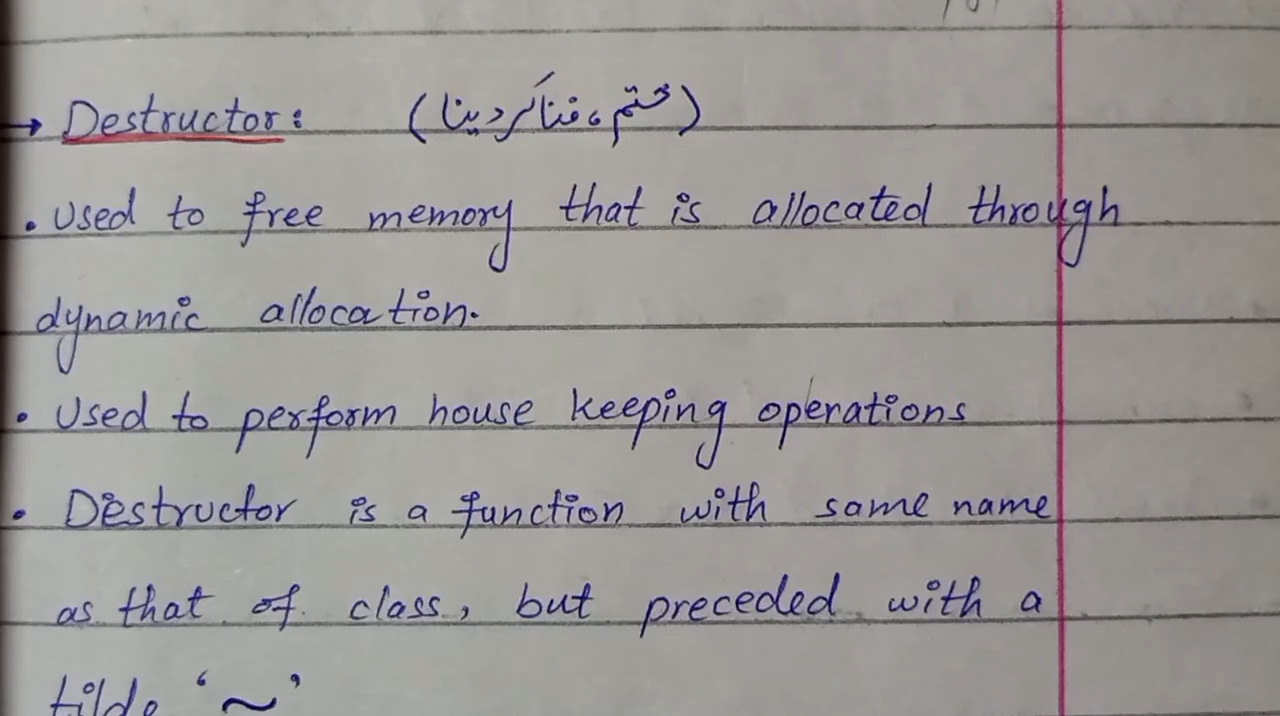 → Destructor: (ختم، فنا کر دینا)
• Used to free memory that is allocated through
dynamic allocation.
• Used to perform house keeping operations
• Destructor is a function with same name
as that of class, but preceded with a
tilde '~'